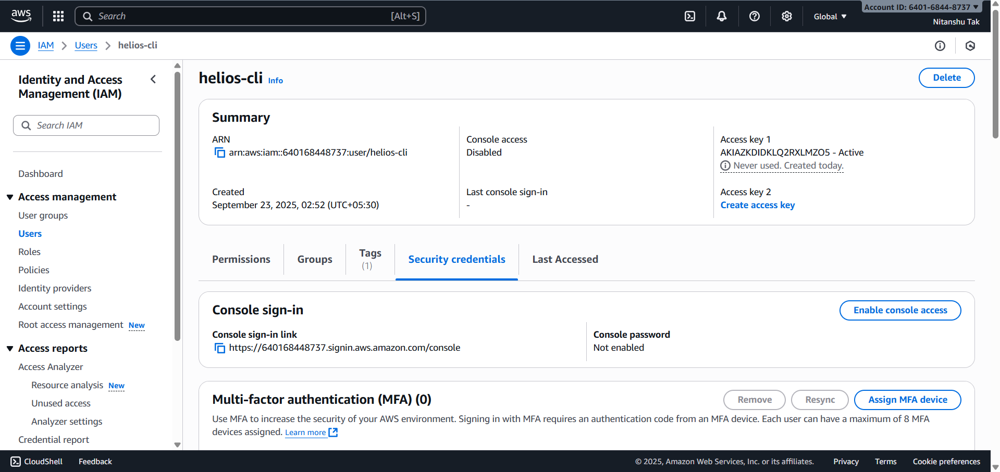 aws
Search [Alt+S]
Global ▼
Account ID: 6401-6844-8737 ▼
Nitanshu Tak
IAM > Users > helios-cli
Identity and Access
Management (IAM)
Search IAM
Dashboard
Access management
User groups
Users
Roles
Policies
Identity providers
Account settings
Root access management New
Access reports
Access Analyzer
Resource analysis New
Unused access
Analyzer settings
Credential report
helios-cli Info
Delete
Summary
ARN
arn:aws:iam::640168448737:user/helios-cli
Created
September 23, 2025, 02:52 (UTC+05:30)
Console access
Disabled
Last console sign-in
-
Access key 1
AKIAZKDIDKLQ2RXLMZO5 - Active
Never used. Created today.
Access key 2
Create access key
Permissions
Groups
Tags
(1)
Security credentials
Last Accessed
Console sign-in
Enable console access
Console sign-in link
https://640168448737.signin.aws.amazon.com/console
Console password
Not enabled
Multi-factor authentication (MFA) (0)
Remove
Resync
Assign MFA device
Use MFA to increase the security of your AWS environment. Signing in with MFA requires an authentication code from an MFA device. Each user can have a maximum of 8 MFA
devices assigned. Learn more
CloudShell
Feedback
© 2025, Amazon Web Services, Inc. or its affiliates.
Privacy
Terms
Cookie preferences